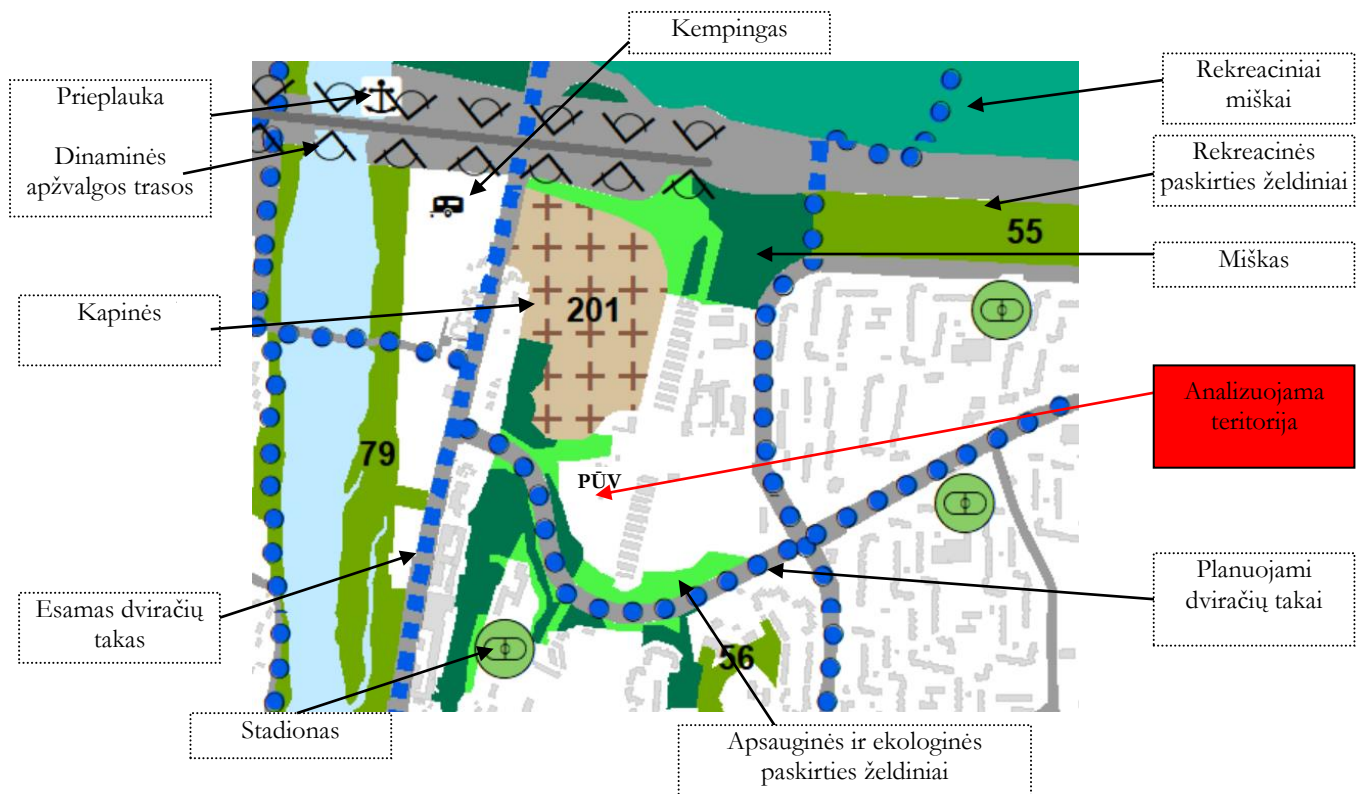 Kempingas
Prieplauka
Dinaminės
apžvalgos trasos
Rekreaciniai
miškai
Rekreacinės
paskirties želdiniai
55
Miškas
Kapinės
201
Analizuojama
teritorija
79
PŪV
Esamas dviračių
takas
Planuojami
dviračių takai
56
Stadionas
Apsauginės ir ekologinės
paskirties želdiniai